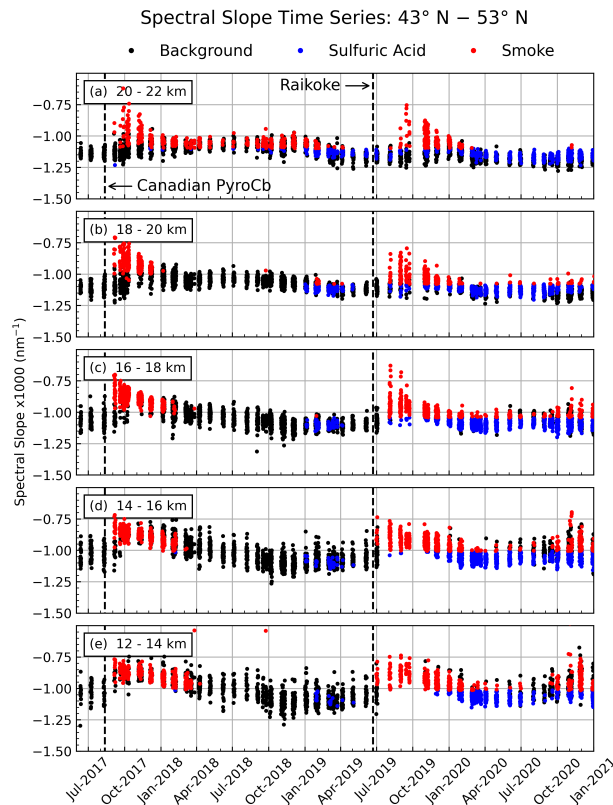 Spectral Slope Time Series: 43° N − 53° N
Background Sulfuric Acid Smoke
(a) 20 - 22 km
Raikoke
−0.75
−1.00
−1.25
−1.50
Canadian PyroCb
(b) 18 - 20 km
−0.75
−1.00
−1.25
−1.50
(c) 16 - 18 km
−0.75
−1.00
−1.25
−1.50
Spectral Slope x1000 (nm⁻¹)
(d) 14 - 16 km
−0.75
−1.00
−1.25
−1.50
(e) 12 - 14 km
−0.75
−1.00
−1.25
−1.50
Jul-2017 Oct-2017 Jan-2018 Apr-2018 Jul-2018 Oct-2018 Jan-2019 Apr-2019 Jul-2019 Oct-2019 Jan-2020 Apr-2020 Jul-2020 Oct-2020